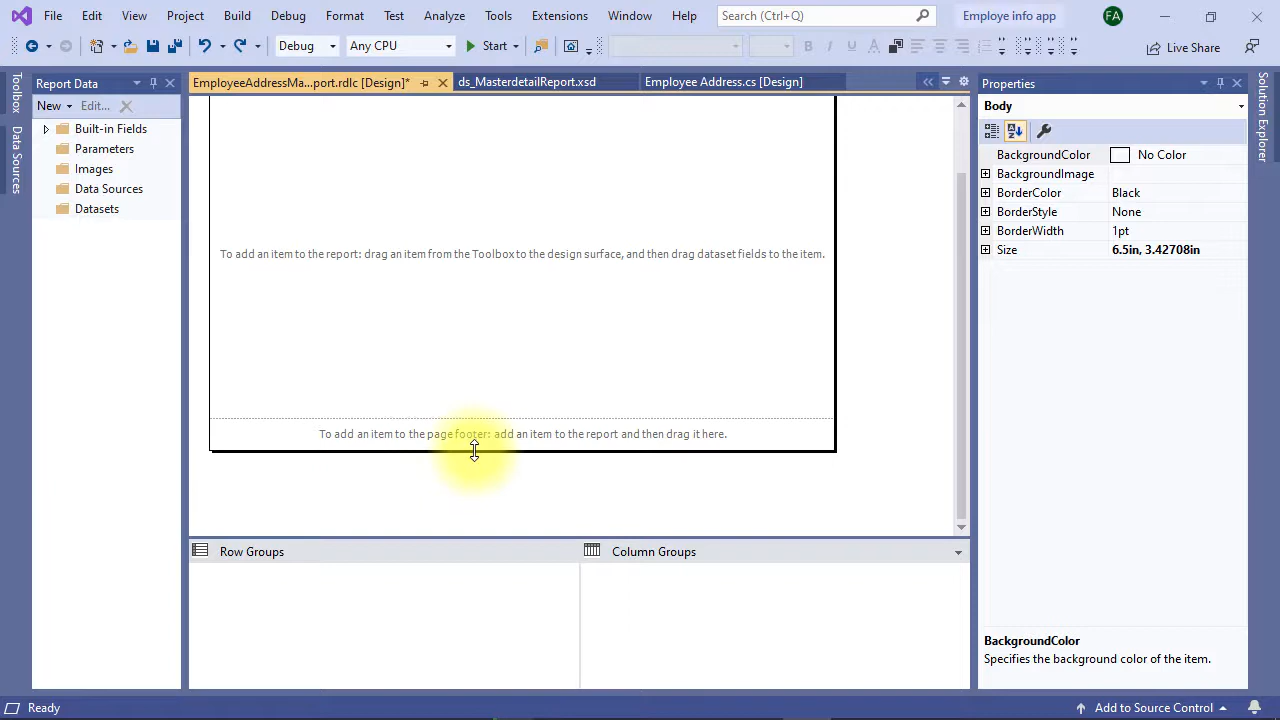 File Edit View Project Build Debug Format Test Analyze Tools Extensions Window Help Search (Ctrl+Q) Employe info app FA
Debug Any CPU Start Live Share
Toolbox
Data Sources
Report Data
New Edit...
Built-in Fields
Parameters
Images
Data Sources
Datasets
EmployeeAddressMa...port.rdlc [Design]* ds_MasterdetailReport.xsd Employee Address.cs [Design]
To add an item to the report: drag an item from the Toolbox to the design surface, and then drag dataset fields to the item.
To add an item to the page footer: add an item to the report and then drag it here.
Row Groups Column Groups
Properties
Body
BackgroundColor No Color
BackgroundImage
BorderColor Black
BorderStyle None
BorderWidth 1pt
Size 6.5in, 3.42708in
BackgroundColor
Specifies the background color of the item.
Solution Explorer
Ready Add to Source Control